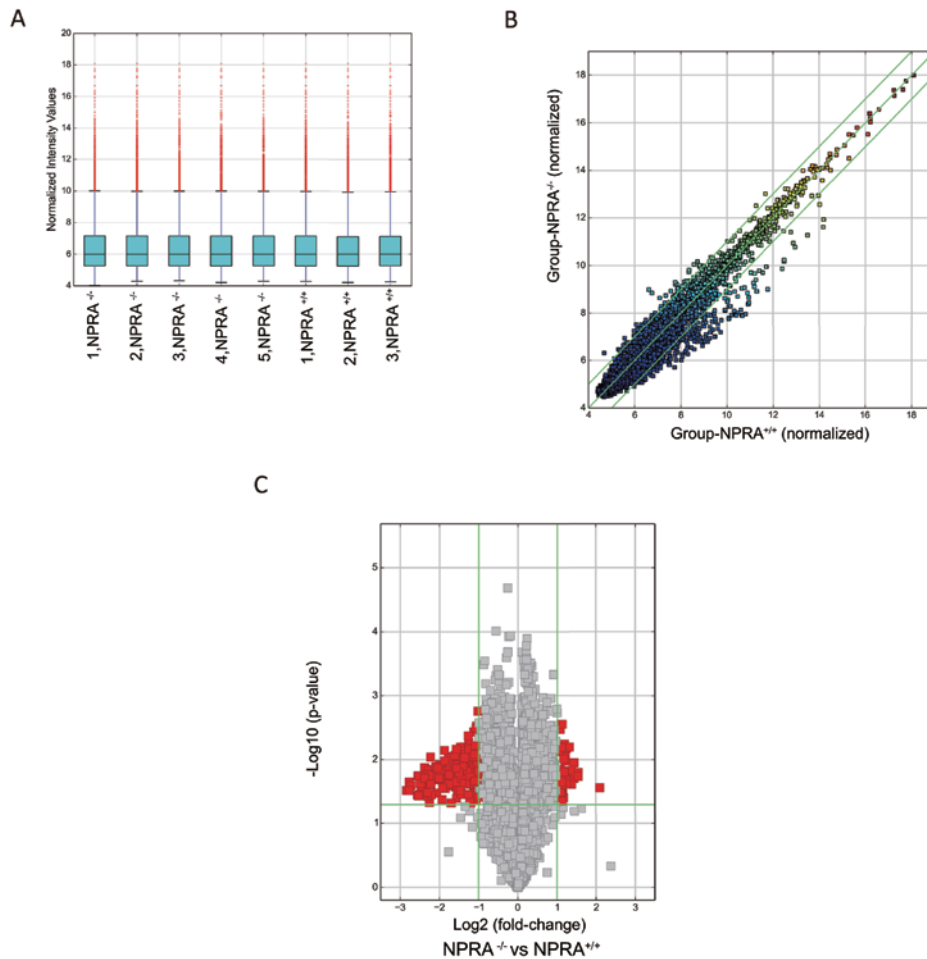 A
Normalized Intensity Values
20
18
16
14
12
10
8
6
4
1,NPRA -/-
2,NPRA -/-
3,NPRA -/-
4,NPRA -/-
5,NPRA -/-
1,NPRA +/+
2,NPRA +/+
3,NPRA +/+
B
Group-NPRA-/- (normalized)
18
16
14
12
10
8
6
4
4 6 8 10 12 14 16 18
Group-NPRA+/+ (normalized)
C
-Log10 (p-value)
5
4
3
2
1
0
−3 −2 −1 0 1 2 3
Log2 (fold-change)
NPRA -/- vs NPRA+/+